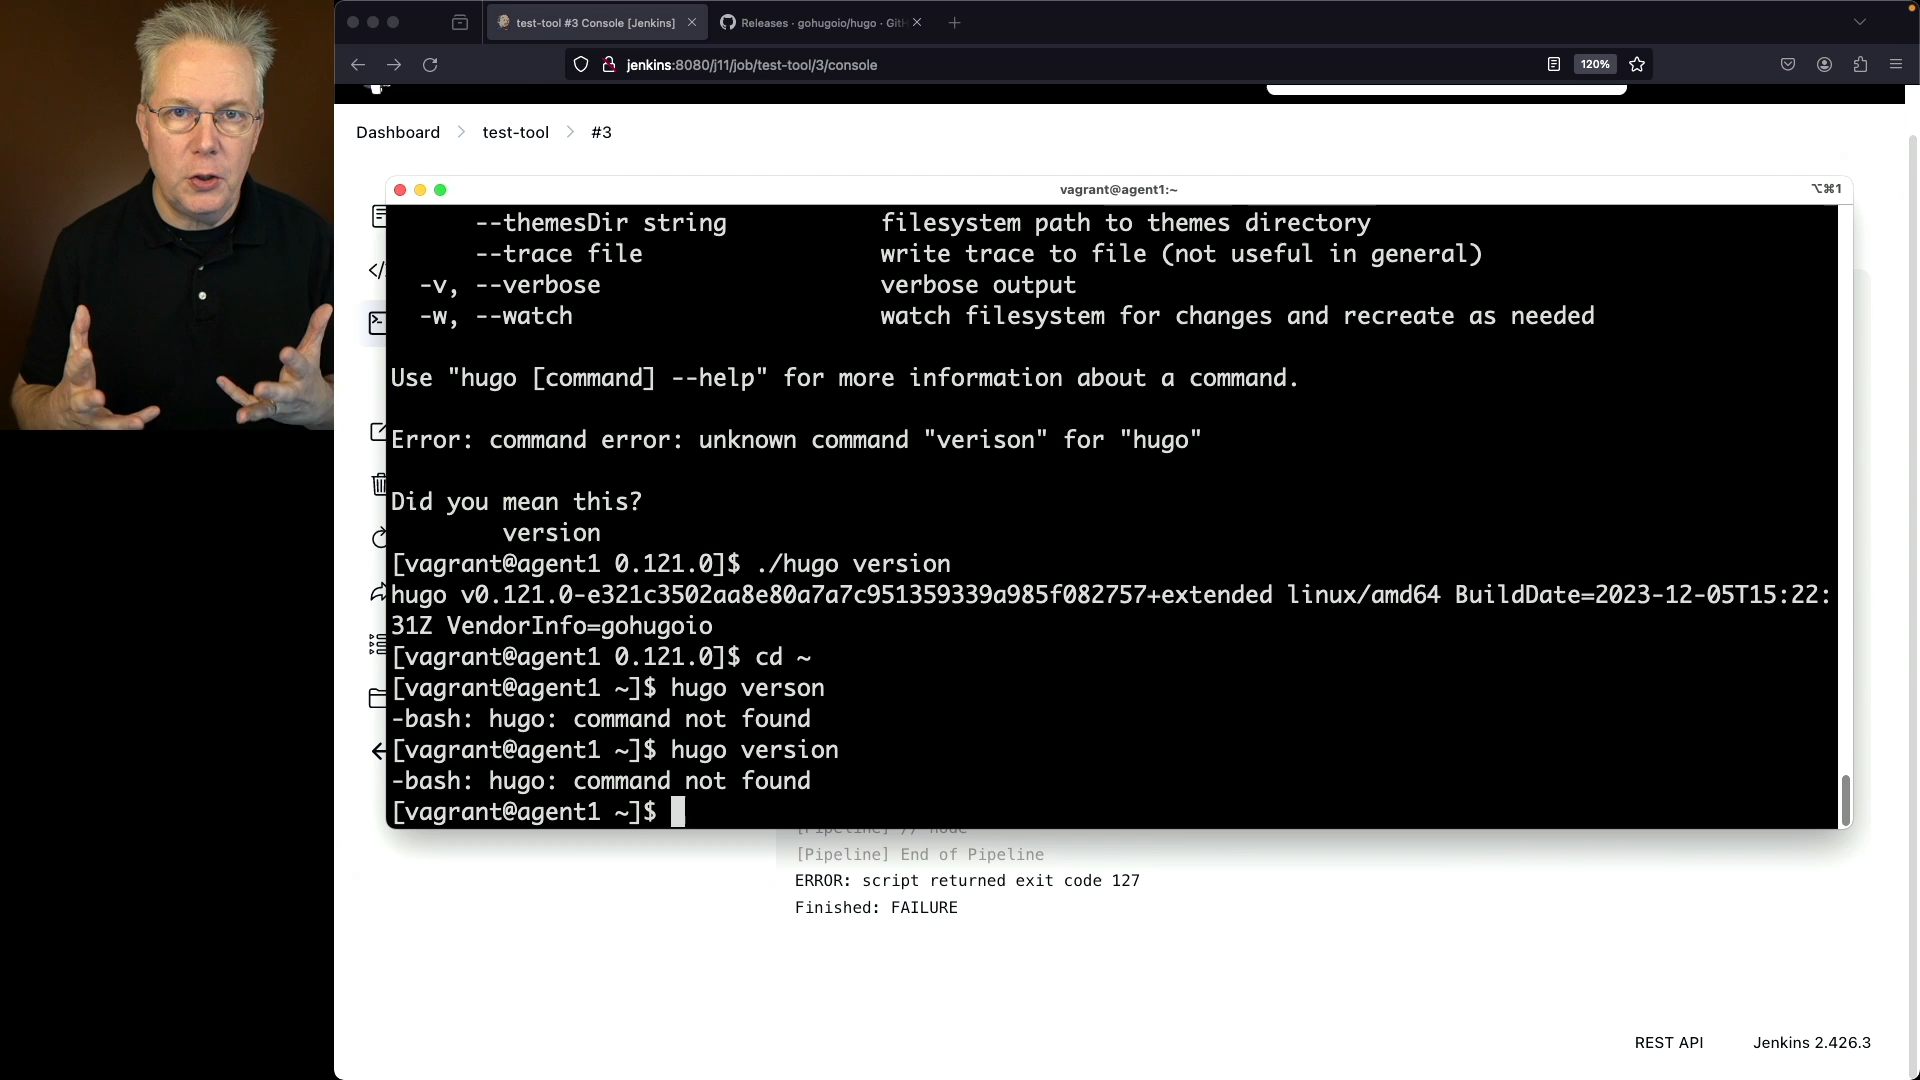 test-tool #3 Console [Jenkins]
Releases · gohugoio/hugo · Git
jenkins:8080/j11/job/test-tool/3/console
120%
Dashboard
test-tool
#3
vagrant@agent1:~
⌥⌘1
--themesDir string filesystem path to themes directory
--trace file write trace to file (not useful in general)
-v, --verbose verbose output
-w, --watch watch filesystem for changes and recreate as needed
Use "hugo [command] --help" for more information about a command.
Error: command error: unknown command "verison" for "hugo"
Did you mean this?
version
[vagrant@agent1 0.121.0]$ ./hugo version
hugo v0.121.0-e321c3502aa8e80a7a7c951359339a985f082757+extended linux/amd64 BuildDate=2023-12-05T15:22:
31Z VendorInfo=gohugoio
[vagrant@agent1 0.121.0]$ cd ~
[vagrant@agent1 ~]$ hugo verson
-bash: hugo: command not found
[vagrant@agent1 ~]$ hugo version
-bash: hugo: command not found
[vagrant@agent1 ~]$
[Pipeline] // node
[Pipeline] End of Pipeline
ERROR: script returned exit code 127
Finished: FAILURE
REST API
Jenkins 2.426.3